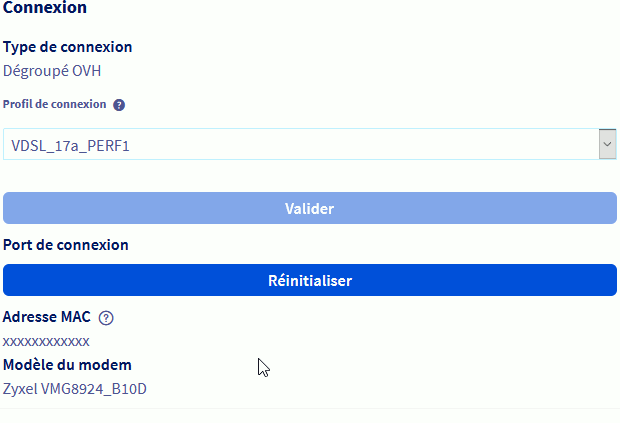 Connexion
Type de connexion
Dégroupé OVH
Profil de connexion ?
VDSL_17a_PERF1
Valider
Port de connexion
Réinitialiser
Adresse MAC ?
xxxxxxxxxxxx
Modèle du modem
Zyxel VMG8924_B10D